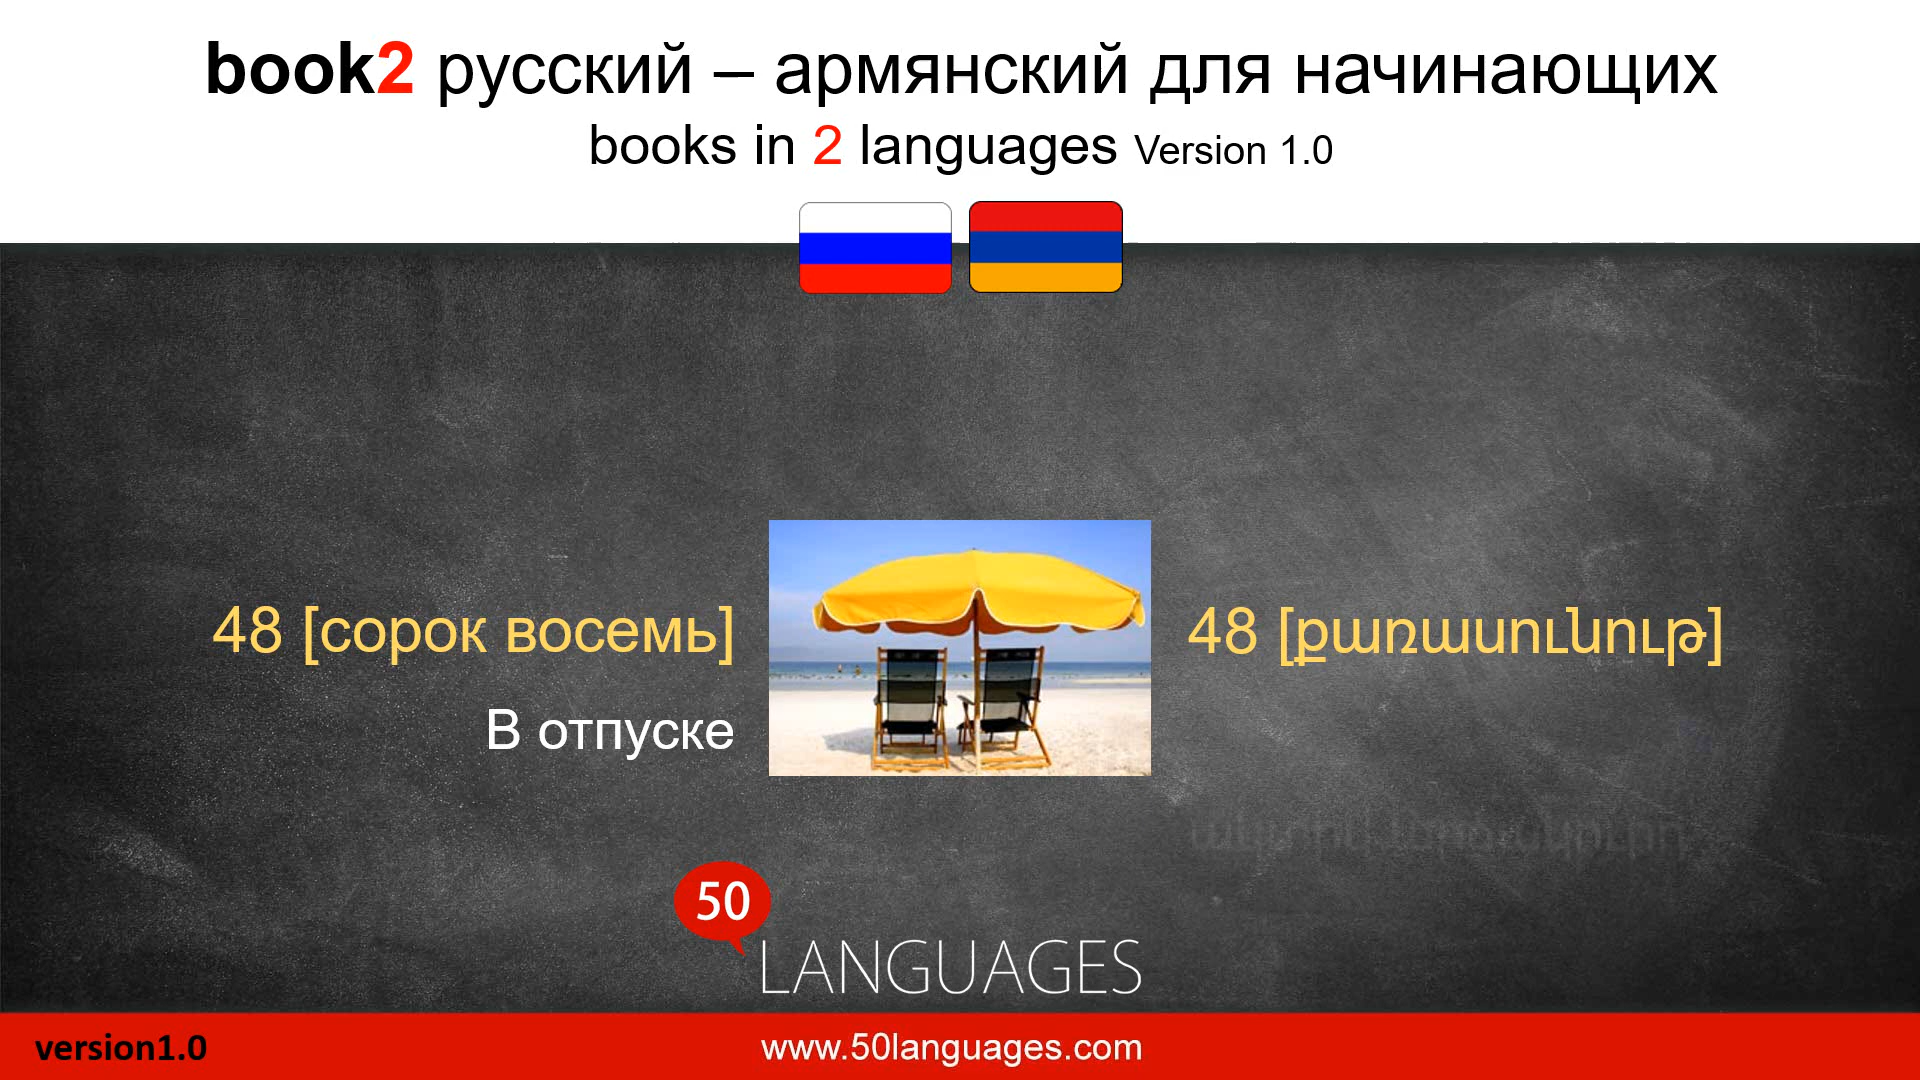 book2 русский – армянский для начинающих
books in 2 languages Version 1.0
48 [сорок восемь]
В отпуске
48 [քառասունութ]
50
LANGUAGES
version1.0
www.50languages.com